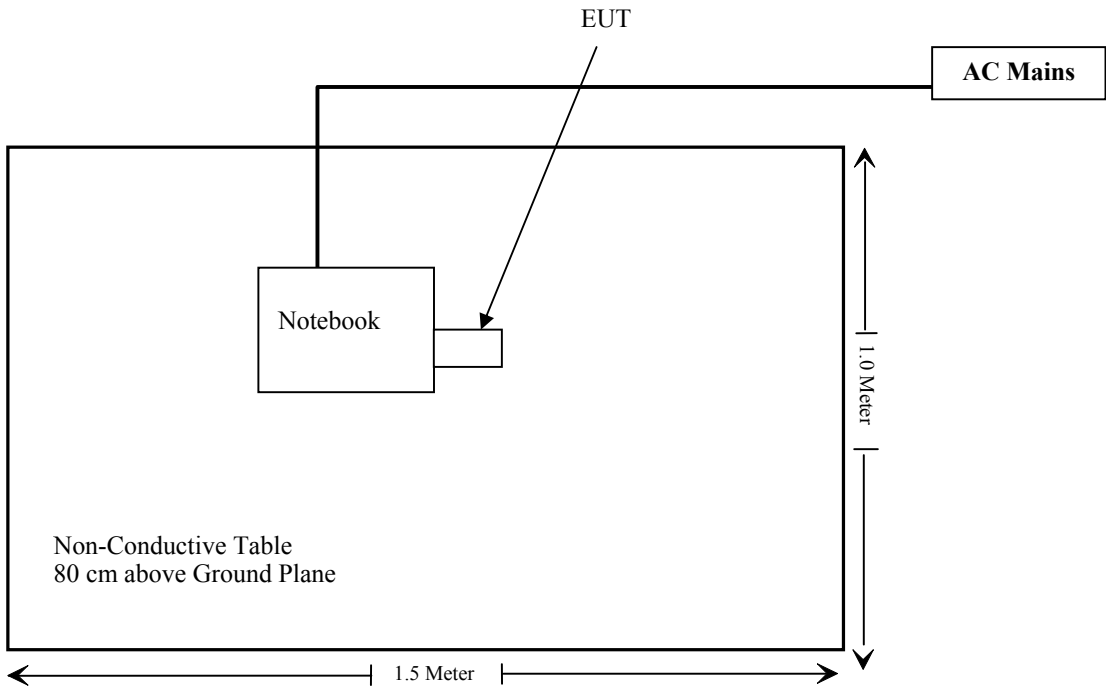 EUT
AC Mains
Notebook
1.0 Meter
Non-Conductive Table
80 cm above Ground Plane
1.5 Meter